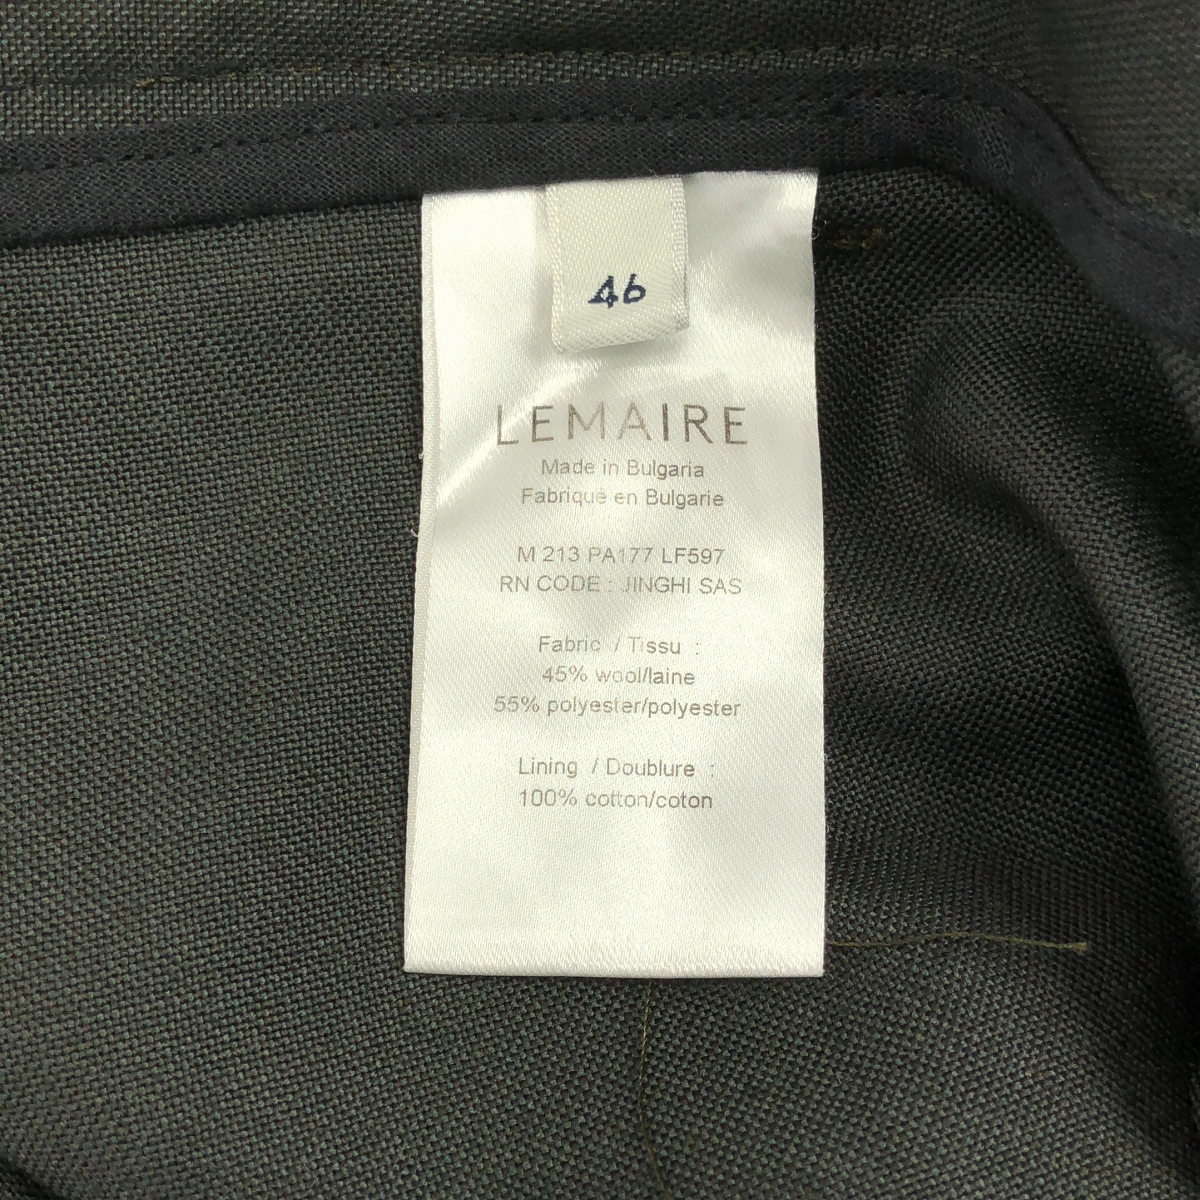 46
LEMAIRE
Made in Bulgaria
Fabriqué en Bulgarie
M 213 PA177 LF597
RN CODE : JINGHI SAS
Fabric / Tissu :
45% wool/laine
55% polyester/polyester
Lining / Doublure :
100% cotton/coton